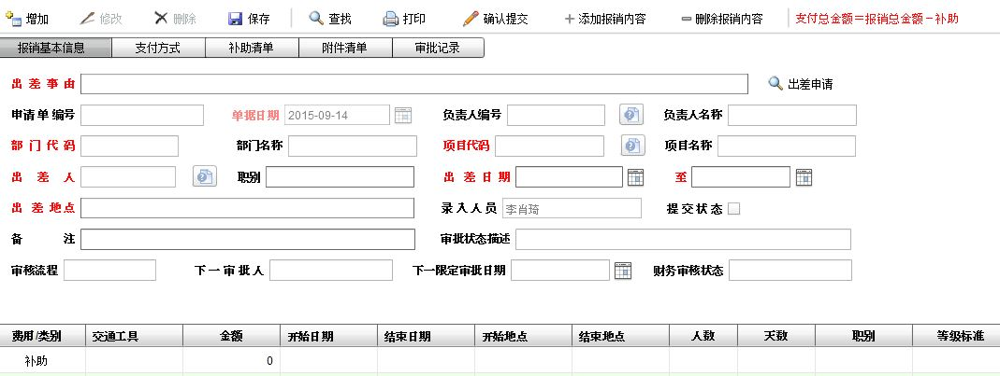 增加 修改 删除 保存 查找 打印 确认提交 添加报销内容 删除报销内容 支付总金额=报销总金额-补助
报销基本信息 支付方式 补助清单 附件清单 审批记录
出差事由 出差申请
申请单编号 单据日期 2015-09-14 负责人编号 负责人名称
部门代码 部门名称 项目代码 项目名称
出差人 职别 出差日期 至
出差地点 录入人员 李肖琦 提交状态
备注 审批状态描述
审核流程 下一审批人 下一限定审批日期 财务审核状态
费用/类别 交通工具 金额 开始日期 结束日期 开始地点 结束地点 人数 天数 职别 等级标准
补助 0